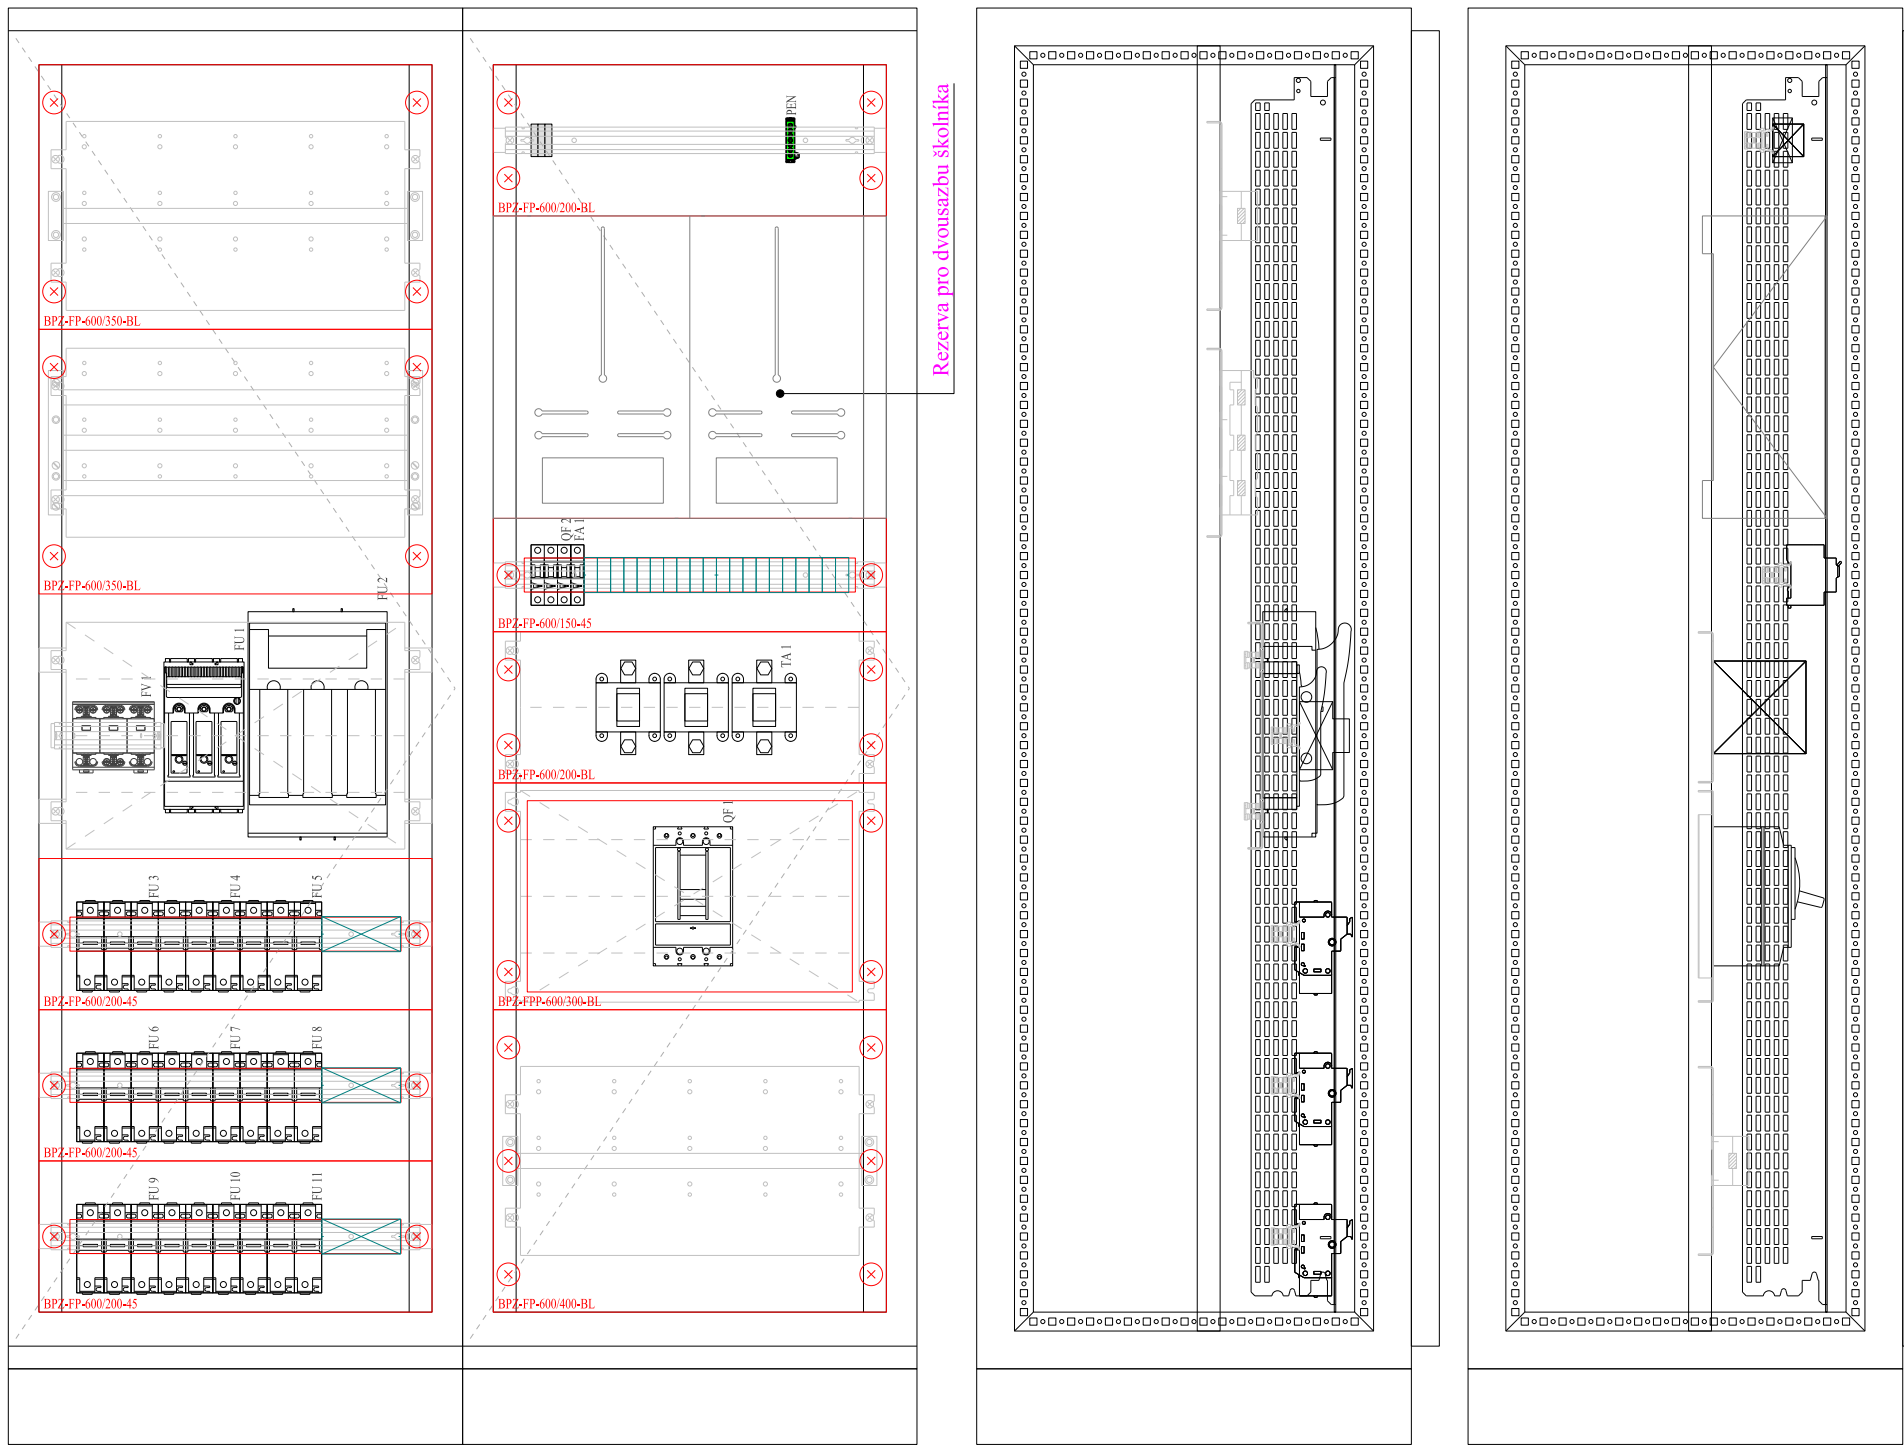 BPZ-FP-600/350-BL
BPZ-FP-600/350-BL
FU 2
FU 1
FV 1
FU 3
FU 4
FU 5
BPZ-FP-600/200-45
FU 6
FU 7
FU 8
BPZ-FP-600/200-45
FU 9
FU 10
FU 11
BPZ-FP-600/200-45
PEN
BPZ-FP-600/200-BL
Rezerva pro dvousazbu školníka
QF 2
FA 1
BPZ-FP-600/150-45
TA 1
BPZ-FP-600/200-BL
QF 1
BPZ-FPP-600/300-BL
BPZ-FP-600/400-BL